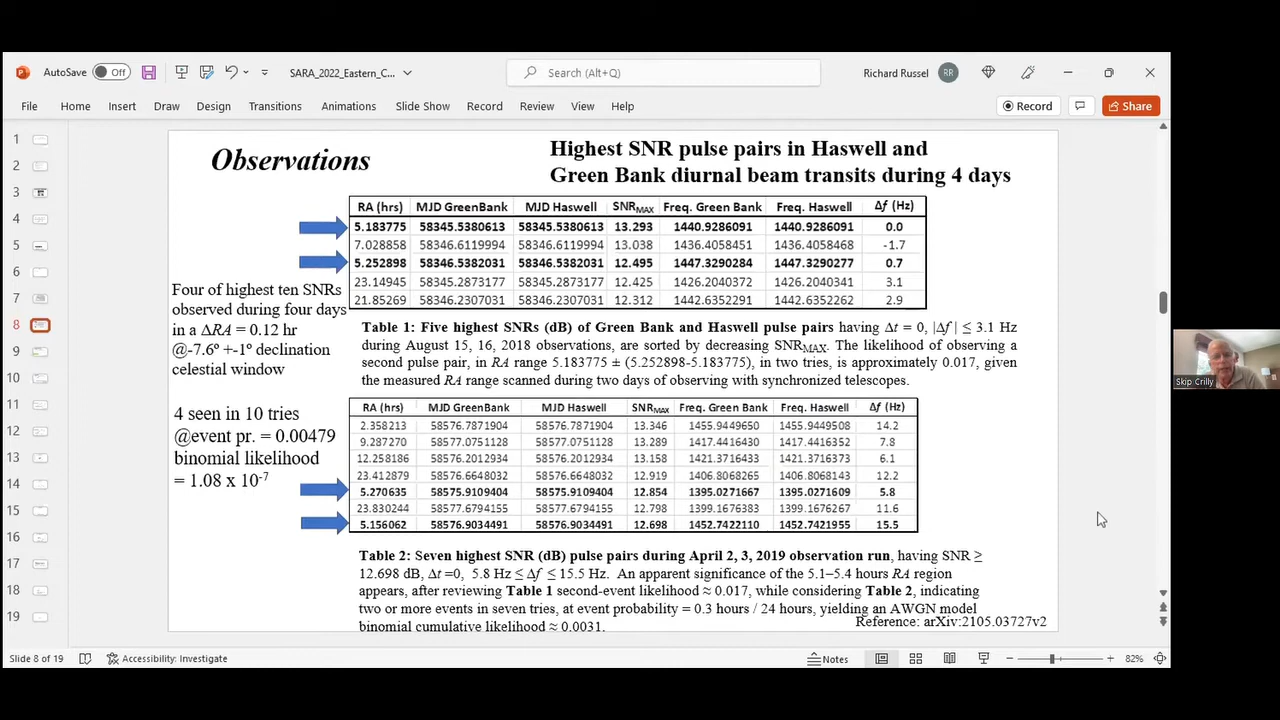 AutoSave Off SARA_2022_Eastern_C... Search (Alt+Q) Richard Russel RR
File Home Insert Draw Design Transitions Animations Slide Show Record Review View Help Record Share
1
2
3
4
5
6
7
8
9
10
11
12
13
14
15
16
17
18
19
Observations
Highest SNR pulse pairs in Haswell and
Green Bank diurnal beam transits during 4 days
RA (hrs) MJD GreenBank MJD Haswell SNRMAX Freq. Green Bank Freq. Haswell Δf (Hz)
5.183775 58345.5380613 58345.5380613 13.293 1440.9286091 1440.9286091 0.0
7.028858 58346.6119994 58346.6119994 13.038 1436.4058451 1436.4058468 -1.7
5.252898 58346.5382031 58346.5382031 12.495 1447.3290284 1447.3290277 0.7
23.14945 58345.2873177 58345.2873177 12.425 1426.2040372 1426.2040341 3.1
21.85269 58346.2307031 58346.2307031 12.312 1442.6352291 1442.6352262 2.9
Four of highest ten SNRs
observed during four days
in a ΔRA = 0.12 hr
@-7.6º +-1º declination
celestial window
Table 1: Five highest SNRs (dB) of Green Bank and Haswell pulse pairs having Δt = 0, |Δf | ≤ 3.1 Hz
during August 15, 16, 2018 observations, are sorted by decreasing SNRMAX. The likelihood of observing a
second pulse pair, in RA range 5.183775 ± (5.252898-5.183775), in two tries, is approximately 0.017, given
the measured RA range scanned during two days of observing with synchronized telescopes.
4 seen in 10 tries
@event pr. = 0.00479
binomial likelihood
= 1.08 x 10-7
RA (hrs) MJD GreenBank MJD Haswell SNRMAX Freq. Green Bank Freq. Haswell Δf (Hz)
2.358213 58576.7871904 58576.7871904 13.346 1455.9449650 1455.9449508 14.2
9.287270 58577.0751128 58577.0751128 13.289 1417.4416430 1417.4416352 7.8
12.258186 58576.2012934 58576.2012934 13.158 1421.3716433 1421.3716373 6.1
23.412879 58576.6648032 58576.6648032 12.919 1406.8068265 1406.8068143 12.2
5.270635 58575.9109404 58575.9109404 12.854 1395.0271667 1395.0271609 5.8
23.830244 58577.6794155 58577.6794155 12.798 1399.1676383 1399.1676267 11.6
5.156062 58576.9034491 58576.9034491 12.698 1452.7422110 1452.7421955 15.5
Table 2: Seven highest SNR (dB) pulse pairs during April 2, 3, 2019 observation run, having SNR ≥
12.698 dB, Δt =0, 5.8 Hz ≤ Δf ≤ 15.5 Hz. An apparent significance of the 5.1–5.4 hours RA region
appears, after reviewing Table 1 second-event likelihood ≈ 0.017, while considering Table 2, indicating
two or more events in seven tries, at event probability = 0.3 hours / 24 hours, yielding an AWGN model
binomial cumulative likelihood ≈ 0.0031.
Reference: arXiv:2105.03727v2
Skip Crilly
Slide 8 of 19 Accessibility: Investigate Notes 82%